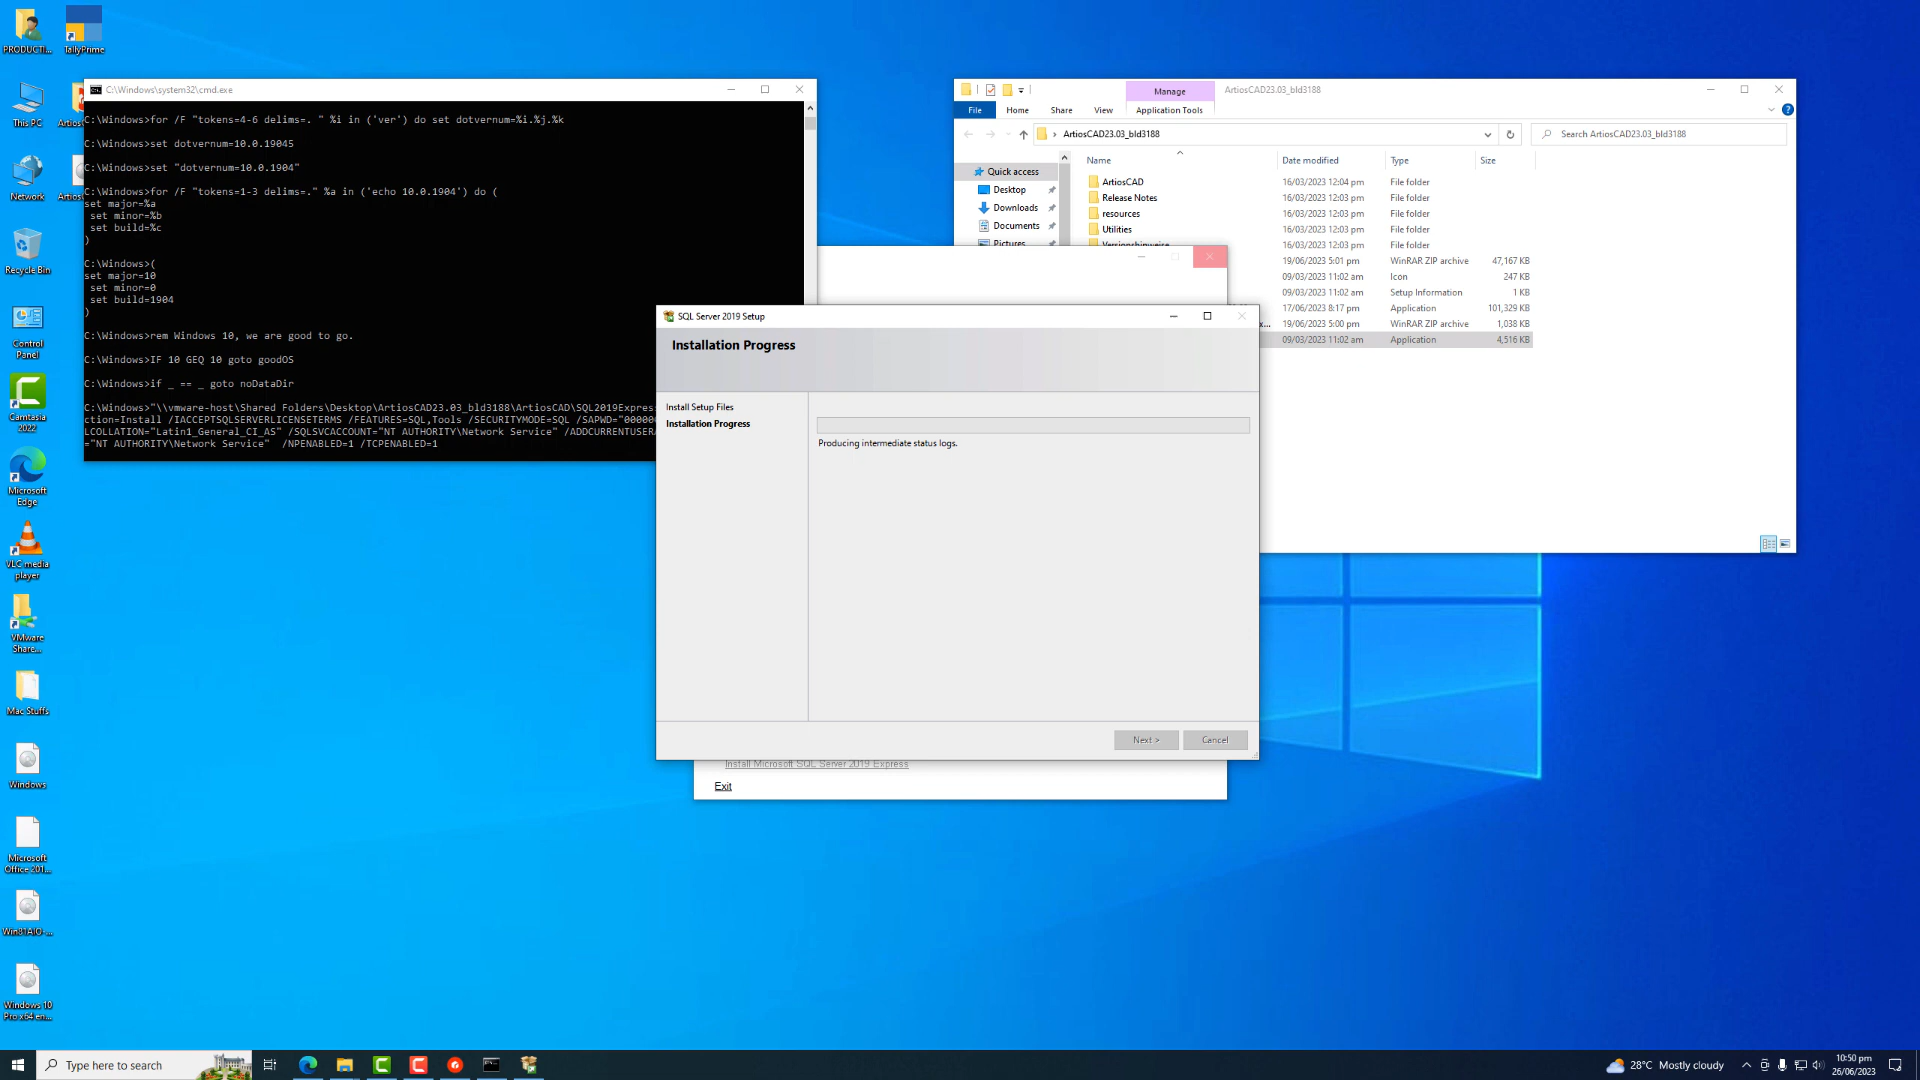 PRODUCTI...
TallyPrime
This PC
Artios
Network
Artios
Recycle Bin
Control
Panel
Camtasia
2022
Microsoft
Edge
VLC media
player
VMware
Share...
Mac Stuffs
Windows
Microsoft
Office 201...
Win81AIO-...
Windows 10
Pro x64 en...
C:\Windows\system32\cmd.exe
C:\Windows>for /F "tokens=4-6 delims=. " %i in ('ver') do set dotvernum=%i.%j.%k
C:\Windows>set dotvernum=10.0.19045
C:\Windows>set "dotvernum=10.0.1904"
C:\Windows>for /F "tokens=1-3 delims=." %a in ('echo 10.0.1904') do (
set major=%a
set minor=%b
set build=%c
)
C:\Windows>(
set major=10
set minor=0
set build=1904
)
C:\Windows>rem Windows 10, we are good to go.
C:\Windows>IF 10 GEQ 10 goto goodOS
C:\Windows>if _ == _ goto noDataDir
C:\Windows>"\\vmware-host\Shared Folders\Desktop\ArtiosCAD23.03_bld3188\ArtiosCAD\SQL2019Express
ction=Install /IACCEPTSQLSERVERLICENSETERMS /FEATURES=SQL,Tools /SECURITYMODE=SQL /SAPWD="00000
LCOLLATION="Latin1_General_CI_AS" /SQLSVCACCOUNT="NT AUTHORITY\Network Service" /ADDCURRENTUSERA
="NT AUTHORITY\Network Service"  /NPENABLED=1 /TCPENABLED=1
Manage
ArtiosCAD23.03_bld3188
File
Home
Share
View
Application Tools
ArtiosCAD23.03_bld3188
Search ArtiosCAD23.03_bld3188
Quick access
Desktop
Downloads
Documents
Pictures
Name
Date modified
Type
Size
ArtiosCAD
16/03/2023 12:04 pm
File folder
Release Notes
16/03/2023 12:03 pm
File folder
resources
16/03/2023 12:03 pm
File folder
Utilities
16/03/2023 12:03 pm
File folder
Versionshinweise
16/03/2023 12:03 pm
File folder
19/06/2023 5:01 pm
WinRAR ZIP archive
47,167 KB
09/03/2023 11:02 am
Icon
247 KB
09/03/2023 11:02 am
Setup Information
1 KB
17/06/2023 8:17 pm
Application
101,329 KB
x...
19/06/2023 5:00 pm
WinRAR ZIP archive
1,038 KB
09/03/2023 11:02 am
Application
4,516 KB
SQL Server 2019 Setup
Installation Progress
Install Setup Files
Installation Progress
Producing intermediate status logs.
Next >
Cancel
Install Microsoft SQL Server 2019 Express
Exit
Type here to search
28°C Mostly cloudy
10:50 pm
26/06/2023